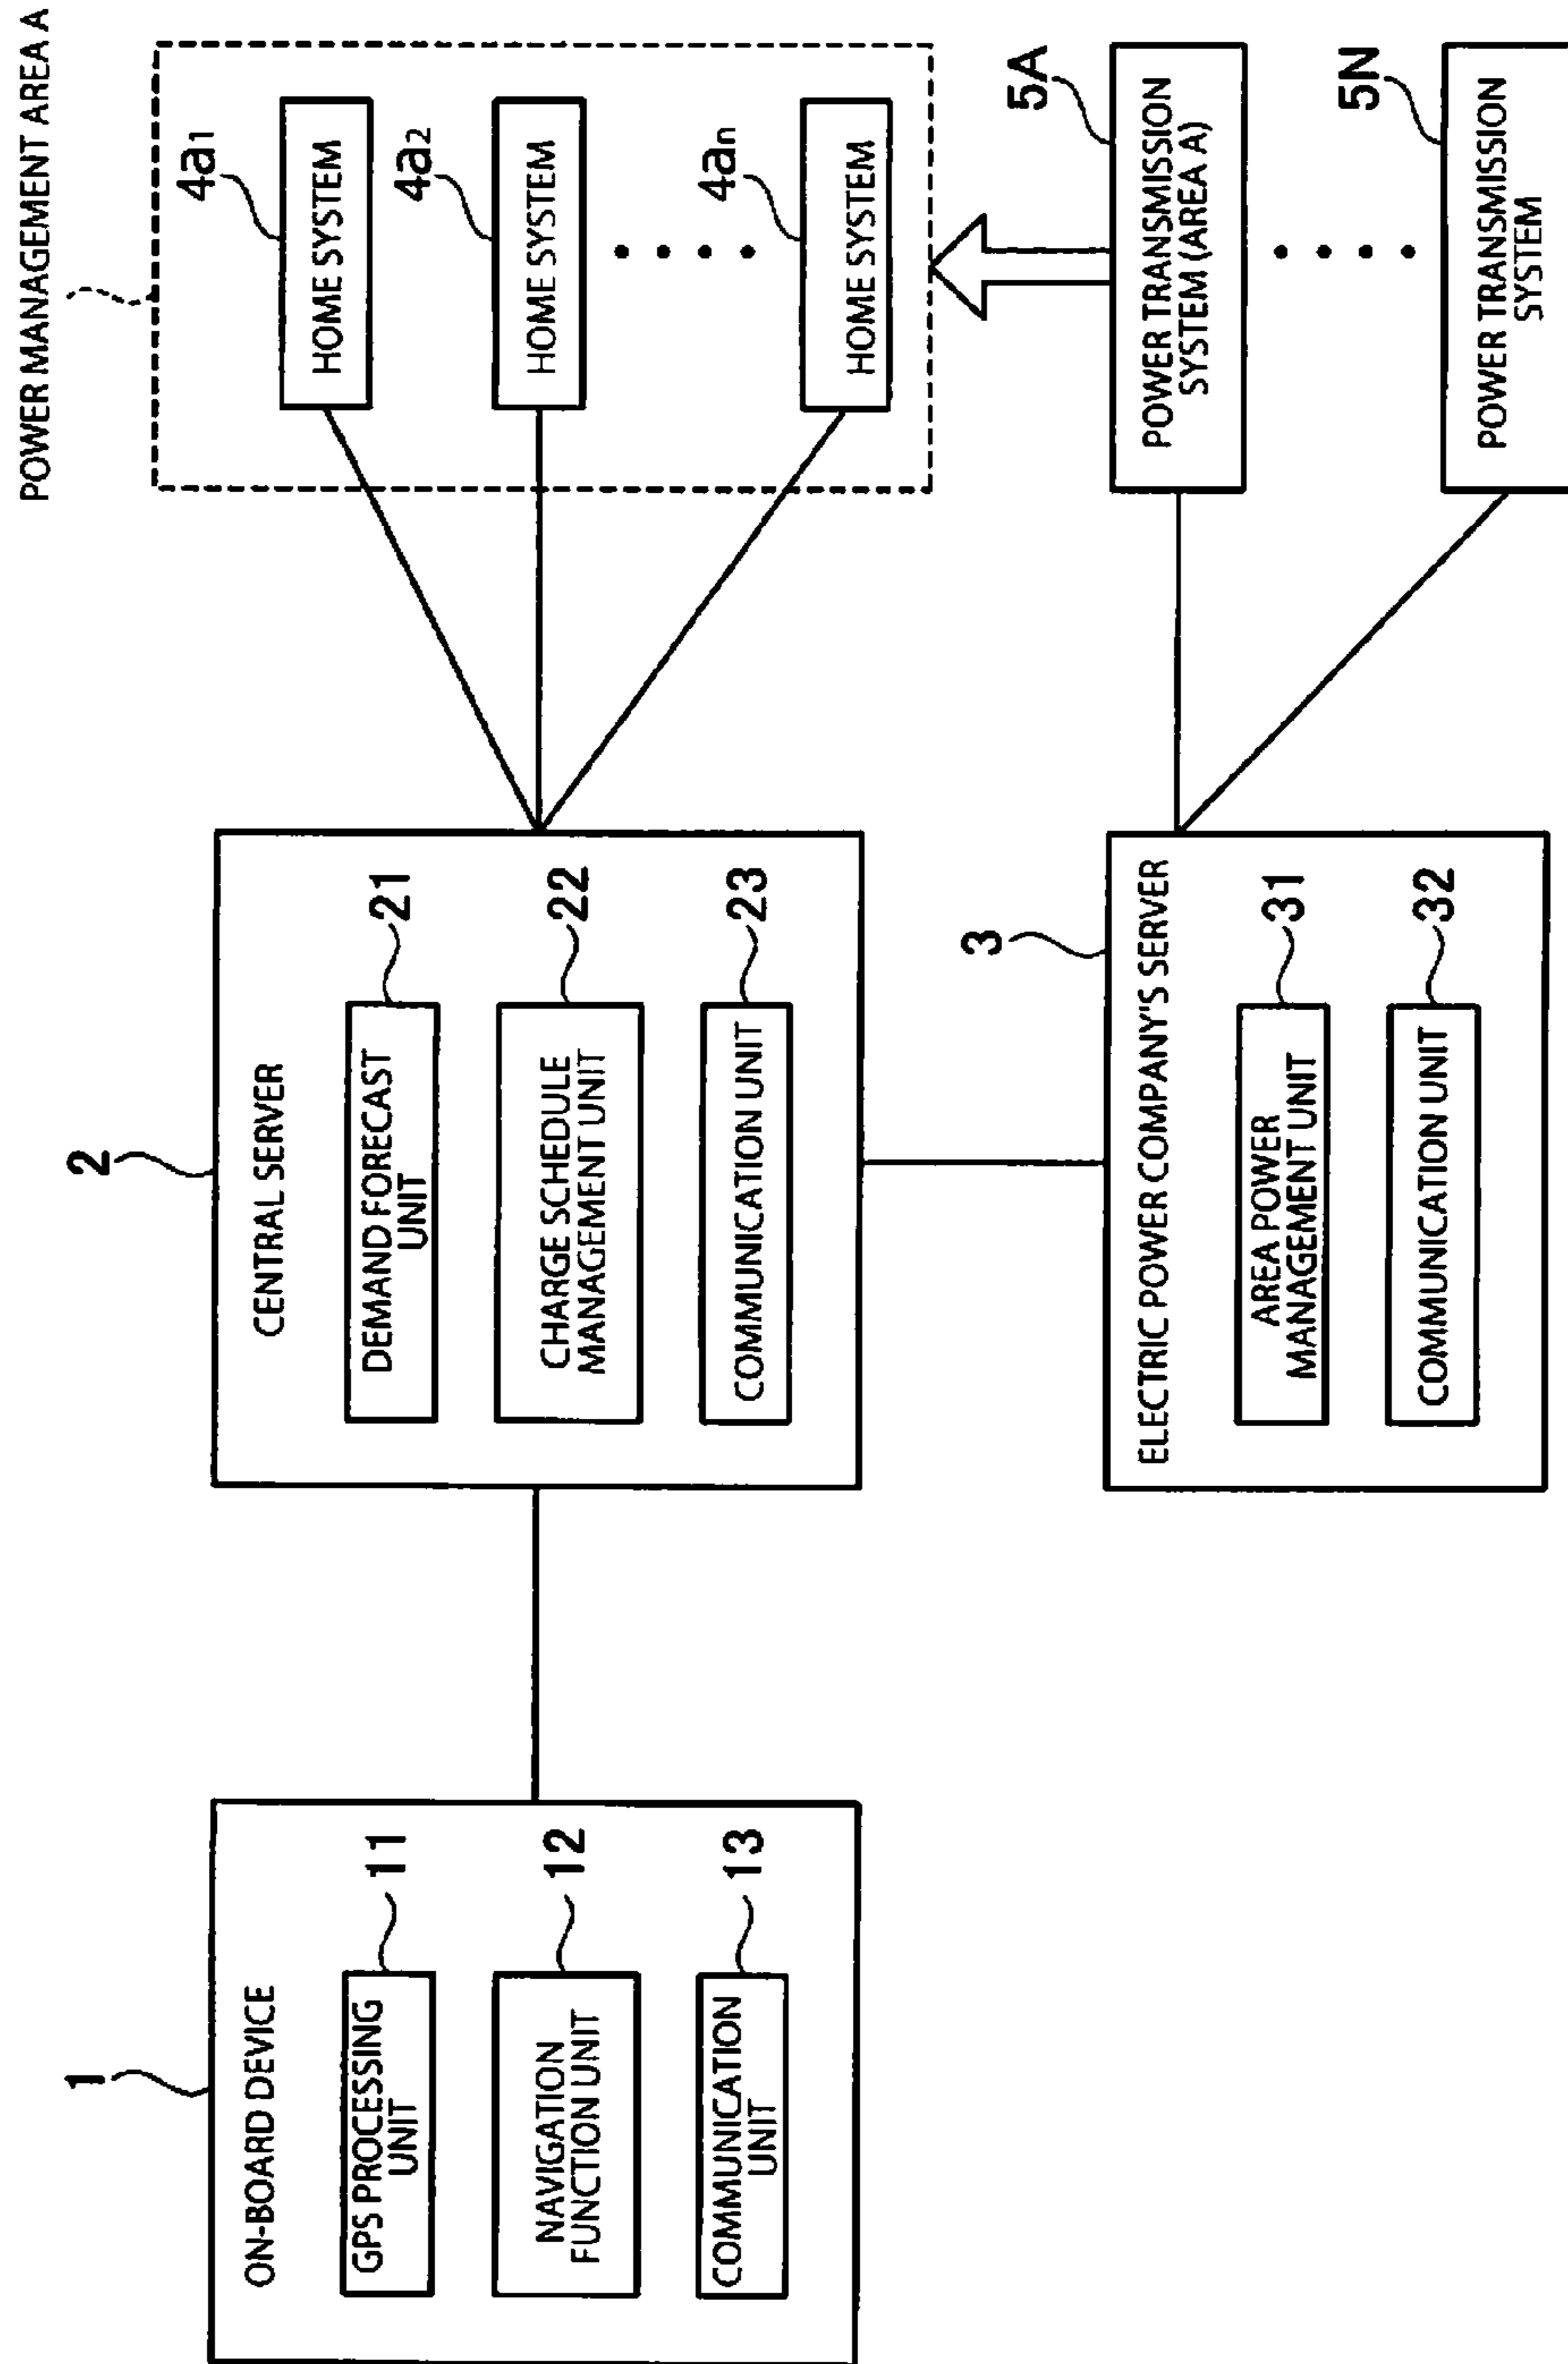 1
ON-BOARD DEVICE
GPS PROCESSING
UNIT
11
NAVIGATION
FUNCTION UNIT
12
COMMUNICATION
UNIT
13
2
CENTRAL SERVER
DEMAND FORECAST
UNIT
21
CHARGE SCHEDULE
MANAGEMENT UNIT
22
COMMUNICATION UNIT
23
3
ELECTRIC POWER COMPANY'S SERVER
AREA POWER
MANAGEMENT UNIT
31
COMMUNICATION UNIT
32
POWER MANAGEMENT AREA A
4a1
HOME SYSTEM
4a2
HOME SYSTEM
4an
HOME SYSTEM
5A
POWER TRANSMISSION
SYSTEM (AREA A)
5N
POWER TRANSMISSION
SYSTEM